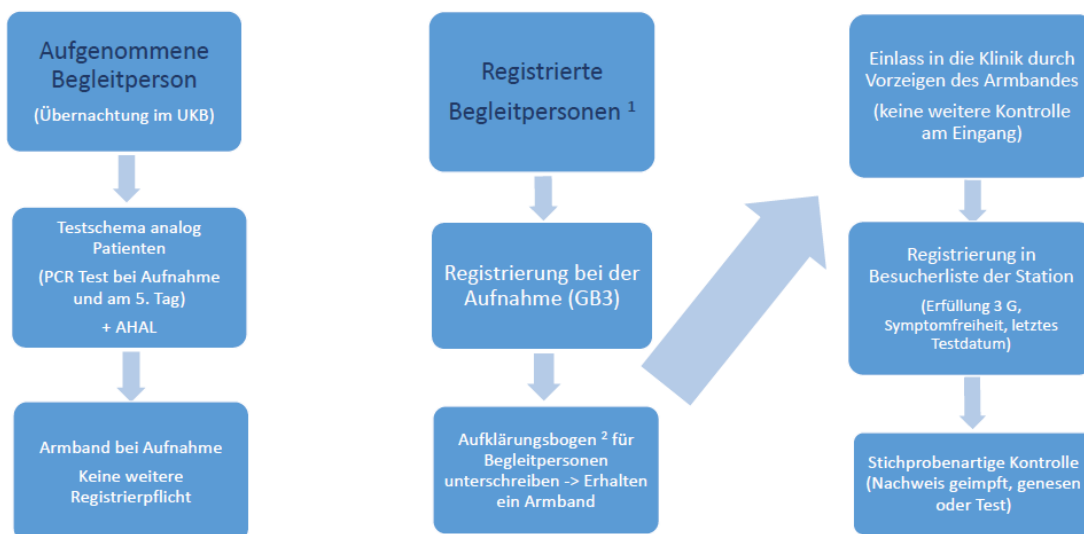 Aufgenommene
Begleitperson
(Übernachtung im UKB)
Testschema analog
Patienten
(PCR Test bei Aufnahme
und am 5. Tag)
+ AHAL
Armband bei Aufnahme
Keine weitere
Registrierpflicht
Registrierte
Begleitpersonen ¹
Registrierung bei der
Aufnahme (GB3)
Aufklärungsbogen ² für
Begleitpersonen
unterschreiben -> Erhalten
ein Armband
Einlass in die Klinik durch
Vorzeigen des Armbandes
(keine weitere Kontrolle
am Eingang)
Registrierung in
Besucherliste der Station
(Erfüllung 3 G,
Symptomfreiheit, letztes
Testdatum)
Stichprobenartige Kontrolle
(Nachweis geimpft, genesen
oder Test)